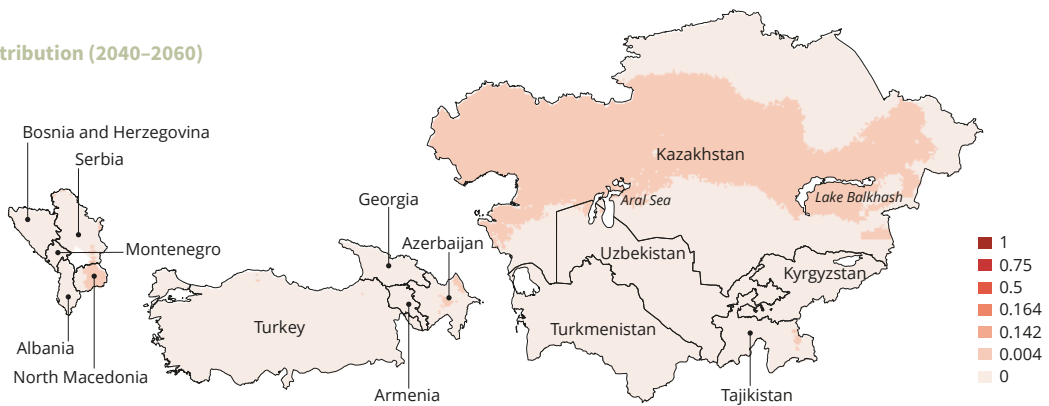 tribution (2040–2060)
Bosnia and Herzegovina
Serbia
Montenegro
Albania
North Macedonia
Georgia
Azerbaijan
Turkey
Armenia
Kazakhstan
Aral Sea
Lake Balkhash
Uzbekistan
Kyrgyzstan
Turkmenistan
Tajikistan
1
0.75
0.5
0.164
0.142
0.004
0